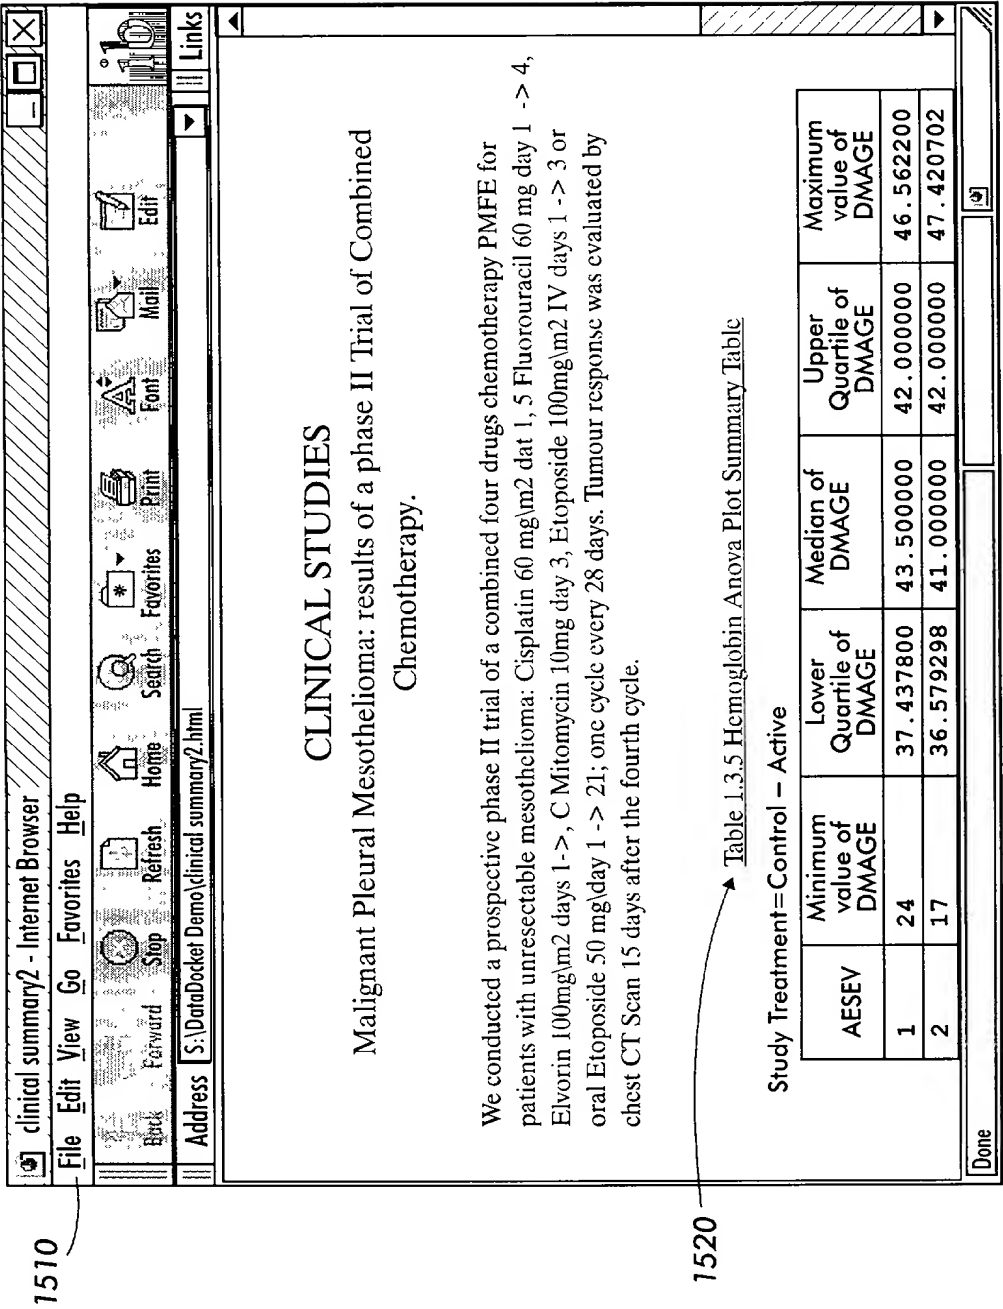 clinical summary2 - Internet Browser
File Edit View Go Favorites Help
Back Forward Stop Refresh Home Search Favorites Print Font Mail Edit
Address S:\DataDocket Demo\clinical summary2.html Links
CLINICAL STUDIES
Malignant Pleural Mesothelioma: results of a phase II Trial of Combined
Chemotherapy.
We conducted a prospective phase II trial of a combined four drugs chemotherapy PMFE for
patients with unresectable mesothelioma: Cisplatin 60 mg\m2 dat 1, 5 Fluorouracil 60 mg day 1 -> 4,
Elvorin 100mg\m2 days 1->, C Mitomycin 10mg day 3, Etoposide 100mg\m2 IV days 1 -> 3 or
oral Etoposide 50 mg\day 1 -> 21; one cycle every 28 days. Tumour response was evaluated by
chest CT Scan 15 days after the fourth cycle.
Table 1.3.5 Hemoglobin Anova Plot Summary Table
Study Treatment=Control – Active
AESEV Minimum value of DMAGE Lower Quartile of DMAGE Median of DMAGE Upper Quartile of DMAGE Maximum value of DMAGE
1 24 37.437800 43.500000 42.000000 46.562200
2 17 36.579298 41.000000 42.000000 47.420702
Done
1510
1520